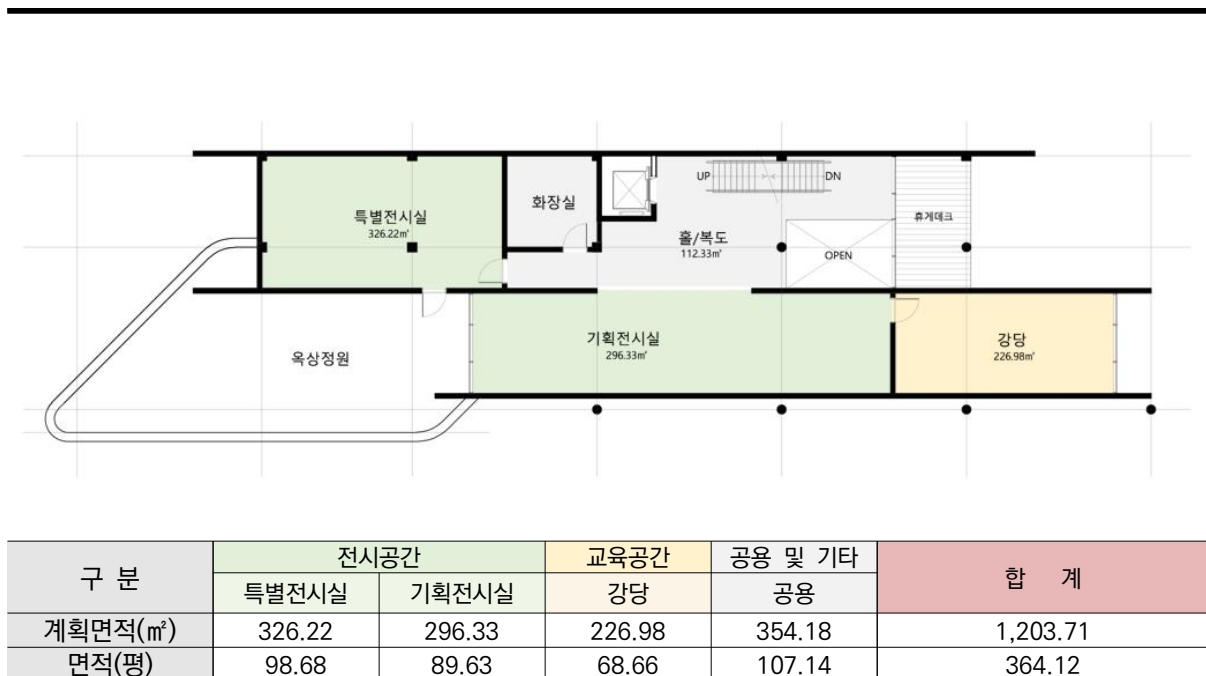 화장실
UP
DN
특별전시실
326.22㎡
휴게데크
홀/복도
112.33㎡
OPEN
옥상정원
기획전시실
296.33㎡
강당
226.98㎡
구 분 전시공간 교육공간 공용 및 기타 합 계
특별전시실 기획전시실 강당 공용
계획면적(㎡) 326.22 296.33 226.98 354.18 1,203.71
면적(평) 98.68 89.63 68.66 107.14 364.12